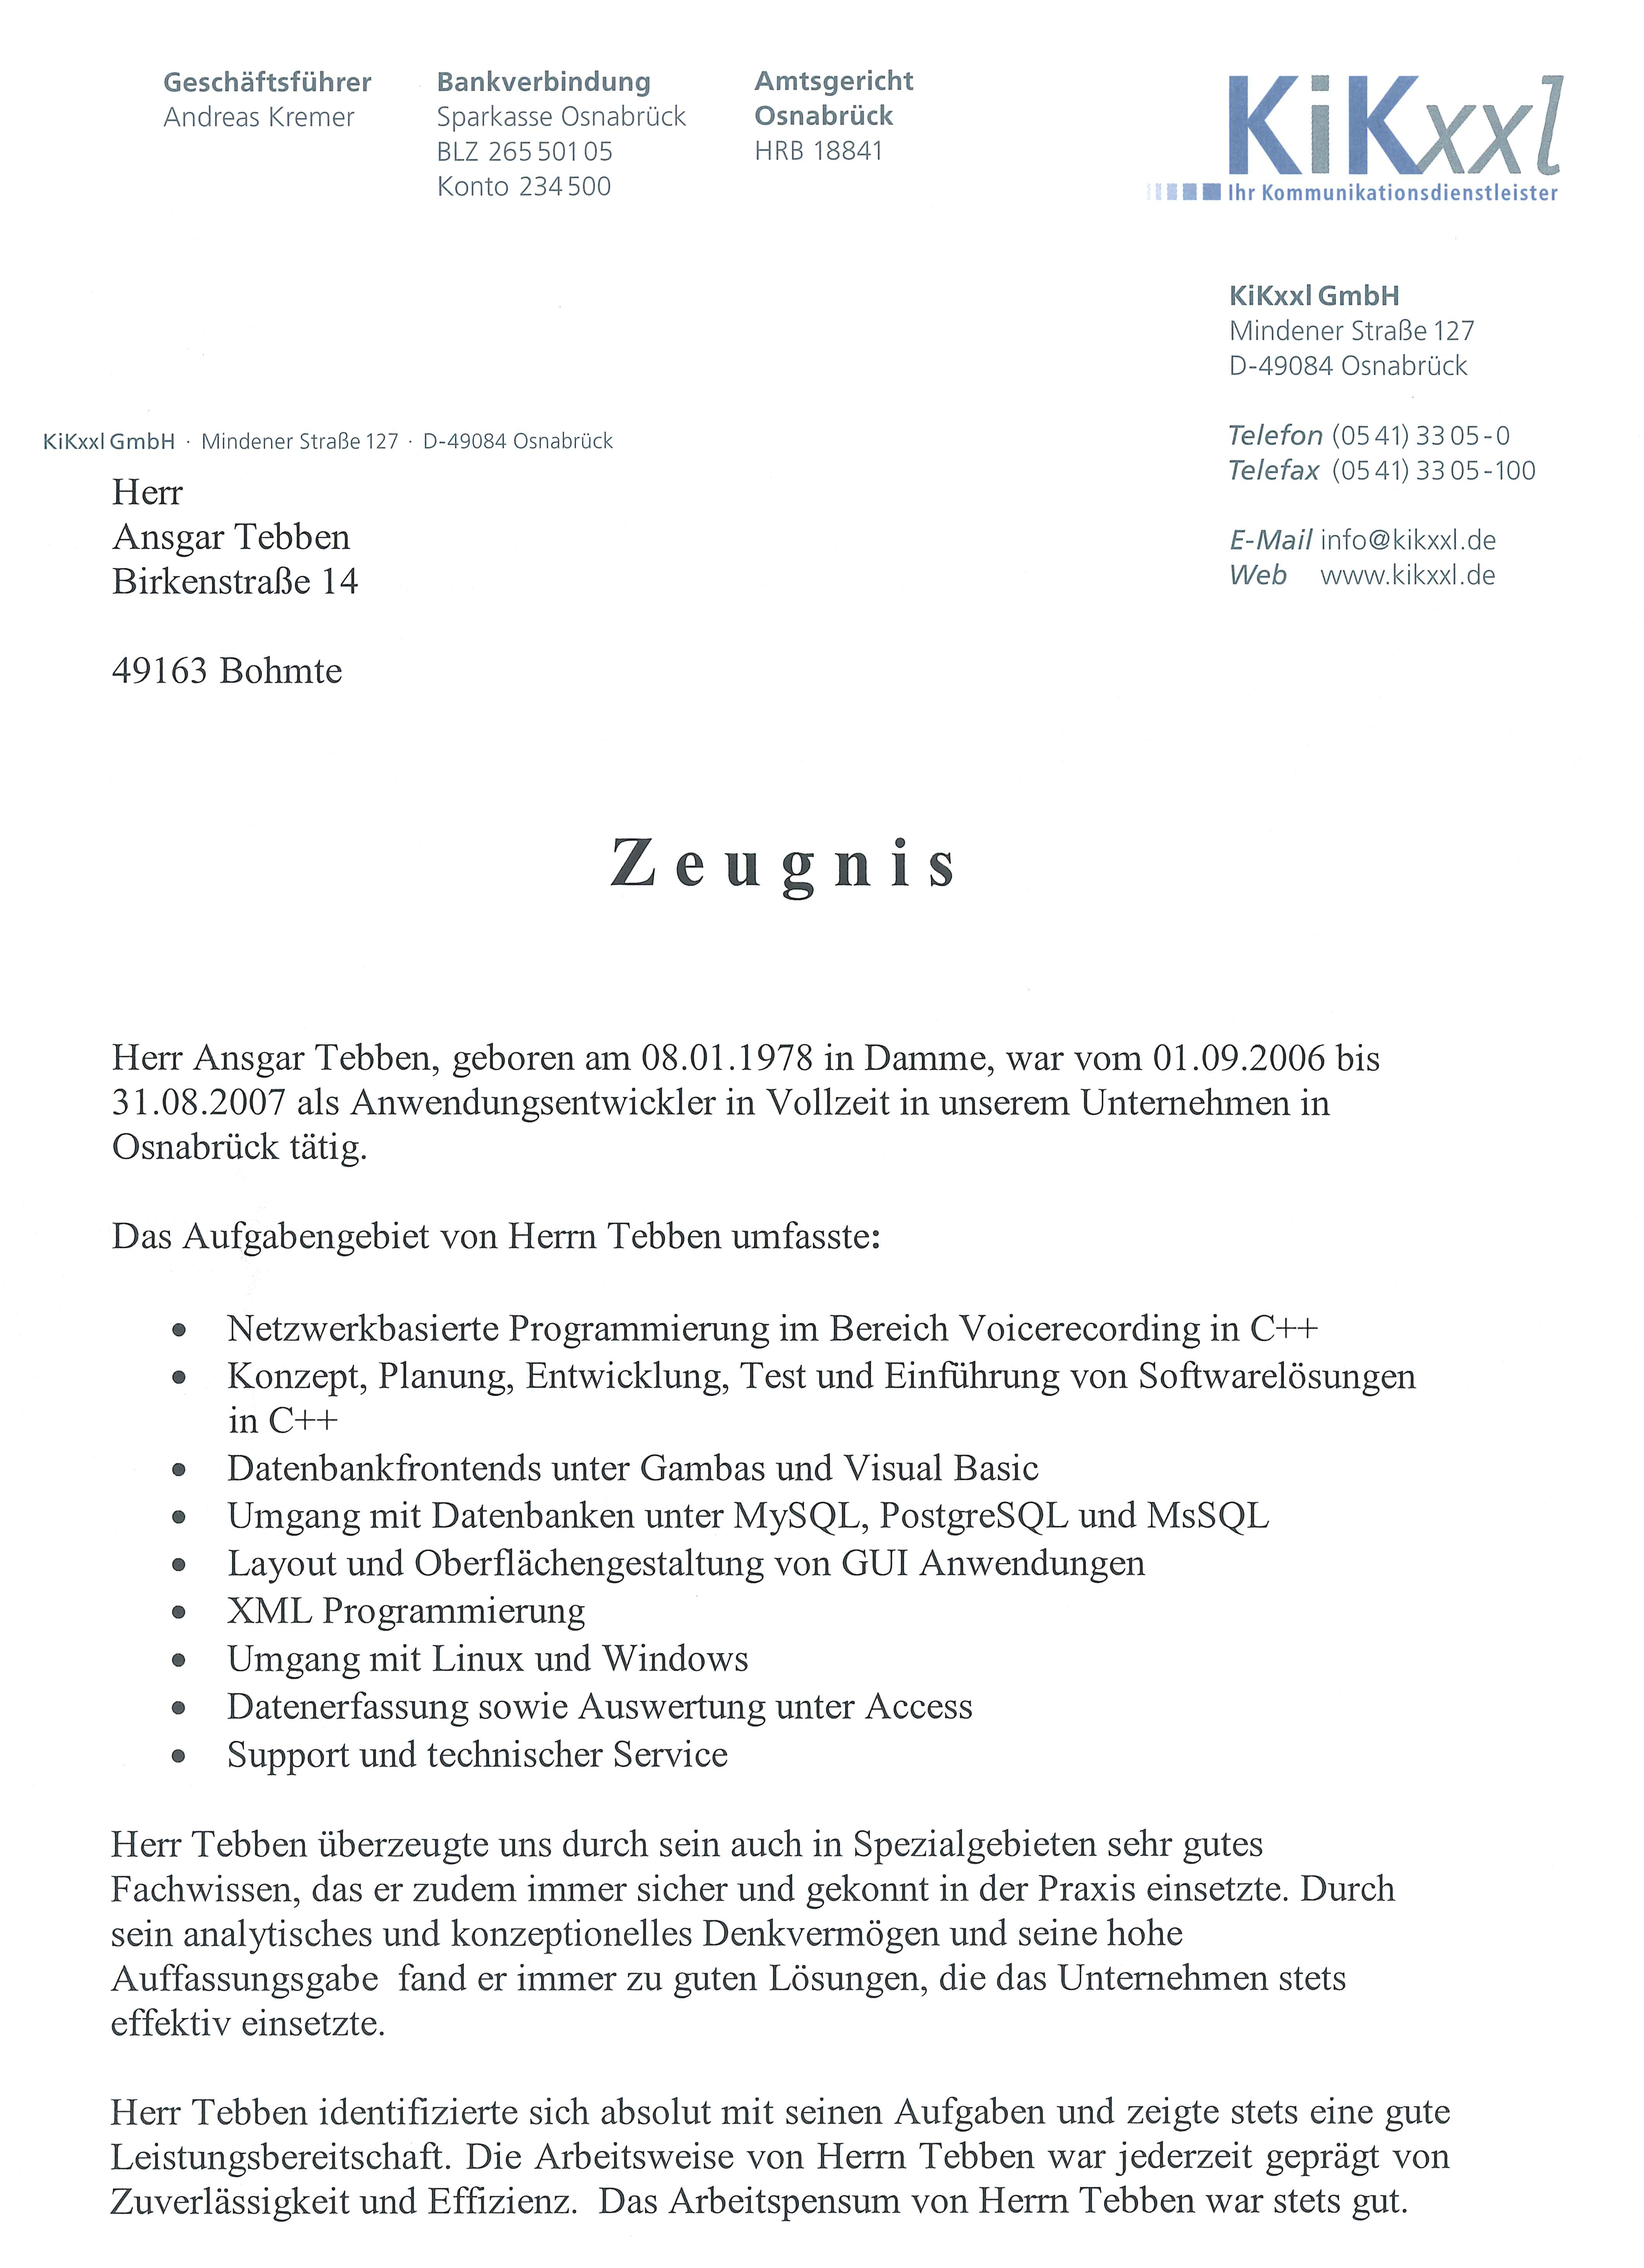 Geschäftsführer
Andreas Kremer
Bankverbindung
Sparkasse Osnabrück
BLZ 265 501 05
Konto 234 500
Amtsgericht
Osnabrück
HRB 18841
KiKxxl
Ihr Kommunikationsdienstleister
KiKxxl GmbH
Mindener Straße 127
D-49084 Osnabrück
Telefon (05 41) 33 05-0
Telefax (05 41) 33 05-100
E-Mail info@kikxxl.de
Web www.kikxxl.de
KiKxxl GmbH · Mindener Straße 127 · D-49084 Osnabrück
Herr
Ansgar Tebben
Birkenstraße 14
49163 Bohmte
Zeugnis
Herr Ansgar Tebben, geboren am 08.01.1978 in Damme, war vom 01.09.2006 bis
31.08.2007 als Anwendungsentwickler in Vollzeit in unserem Unternehmen in
Osnabrück tätig.
Das Aufgabengebiet von Herrn Tebben umfasste:
• Netzwerkbasierte Programmierung im Bereich Voicerecording in C++
• Konzept, Planung, Entwicklung, Test und Einführung von Softwarelösungen
in C++
• Datenbankfrontends unter Gambas und Visual Basic
• Umgang mit Datenbanken unter MySQL, PostgreSQL und MsSQL
• Layout und Oberflächengestaltung von GUI Anwendungen
• XML Programmierung
• Umgang mit Linux und Windows
• Datenerfassung sowie Auswertung unter Access
• Support und technischer Service
Herr Tebben überzeugte uns durch sein auch in Spezialgebieten sehr gutes
Fachwissen, das er zudem immer sicher und gekonnt in der Praxis einsetzte. Durch
sein analytisches und konzeptionelles Denkvermögen und seine hohe
Auffassungsgabe fand er immer zu guten Lösungen, die das Unternehmen stets
effektiv einsetzte.
Herr Tebben identifizierte sich absolut mit seinen Aufgaben und zeigte stets eine gute
Leistungsbereitschaft. Die Arbeitsweise von Herrn Tebben war jederzeit geprägt von
Zuverlässigkeit und Effizienz. Das Arbeitspensum von Herrn Tebben war stets gut.